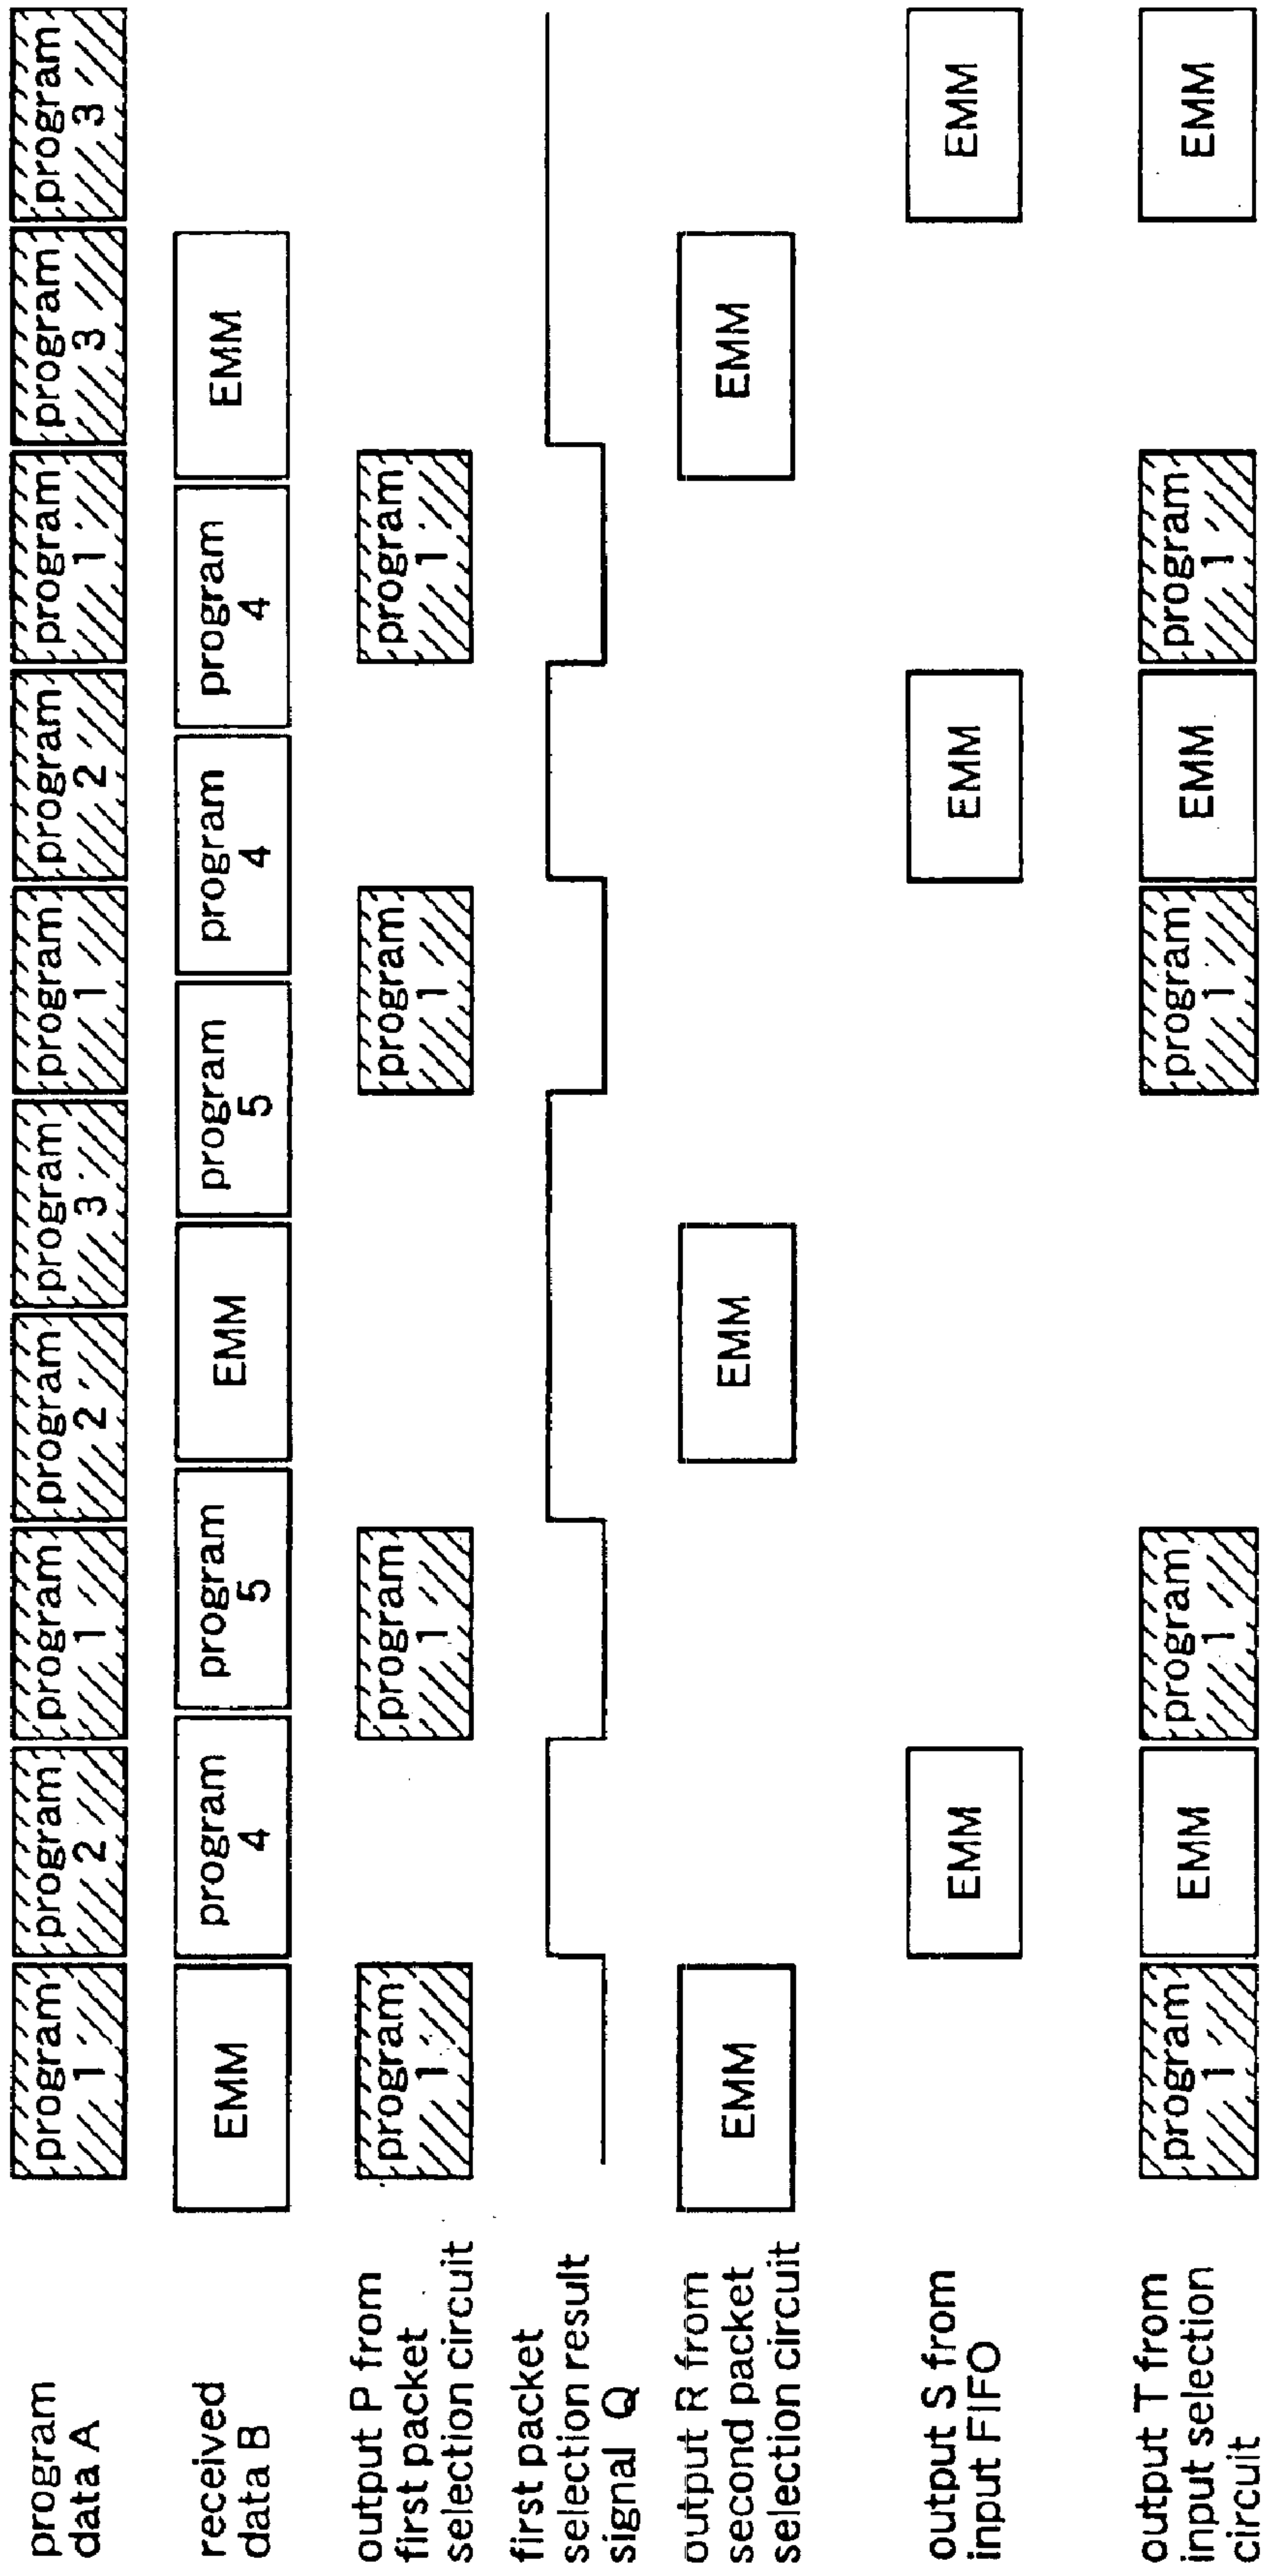 program
data A
program
1
program
2
program
1
program
2
program
3
program
1
program
2
program
1
program
3
program
3
received
data B
EMM
program
4
program
5
EMM
program
5
program
4
program
4
EMM
output P from
first packet
selection circuit
program
1
program
1
program
1
program
1
first packet
selection result
signal Q
output R from
second packet
selection circuit
EMM
EMM
EMM
output S from
input FIFO
EMM
EMM
EMM
output T from
input selection
circuit
program
1
EMM
program
1
program
1
EMM
program
1
EMM